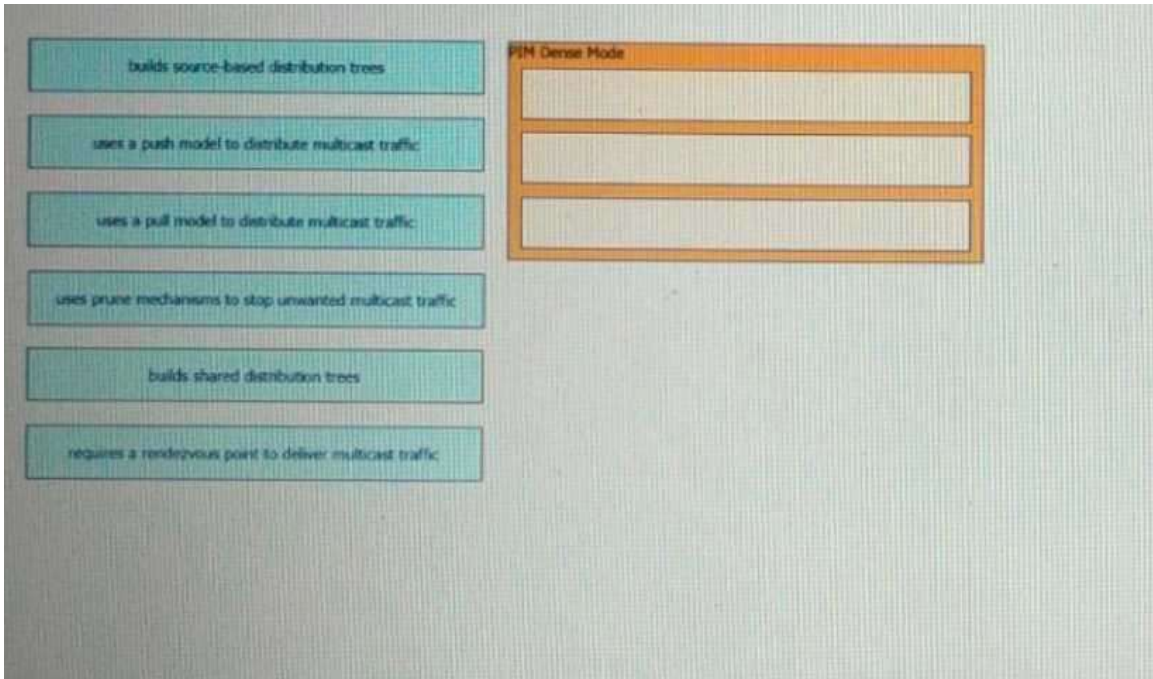 builds source-based distribution trees
uses a push model to distribute multicast traffic
uses a pull model to distribute multicast traffic
uses prune mechanisms to stop unwanted multicast traffic
builds shared distribution trees
requires a rendezvous point to deliver multicast traffic
PIM Dense Mode